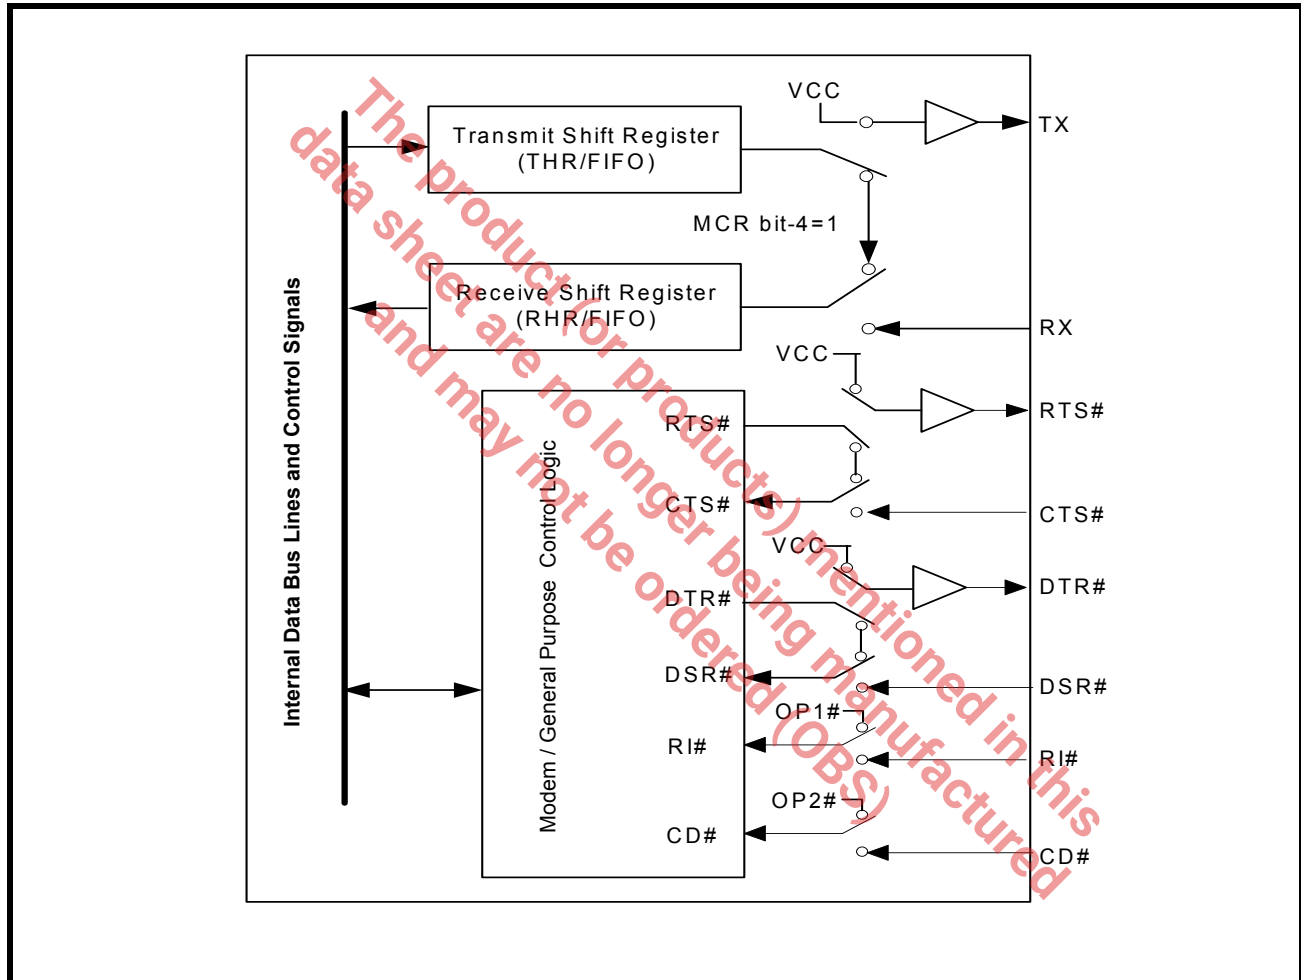 VCC
TX
Transmit Shift Register
(THR/FIFO)
MCR bit-4=1
Receive Shift Register
(RHR/FIFO)
RX
VCC
RTS#
RTS#
CTS#
CTS#
VCC
DTR#
DTR#
DSR#
DSR#
OP1#
RI#
RI#
OP2#
CD#
CD#
Internal Data Bus Lines and Control Signals
Modem / General Purpose Control Logic
The product (or products) mentioned in this
data sheet are no longer being manufactured
and may not be ordered (OBS)